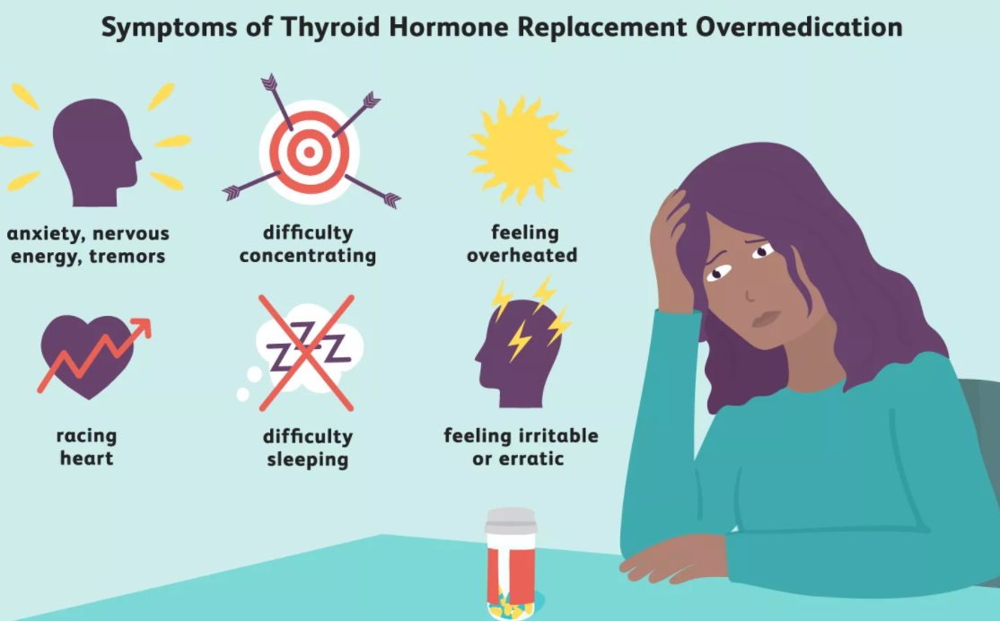 Symptoms of Thyroid Hormone Replacement Overmedication
anxiety, nervous
energy, tremors
difficulty
concentrating
feeling
overheated
racing
heart
ZZZ
difficulty
sleeping
feeling irritable
or erratic